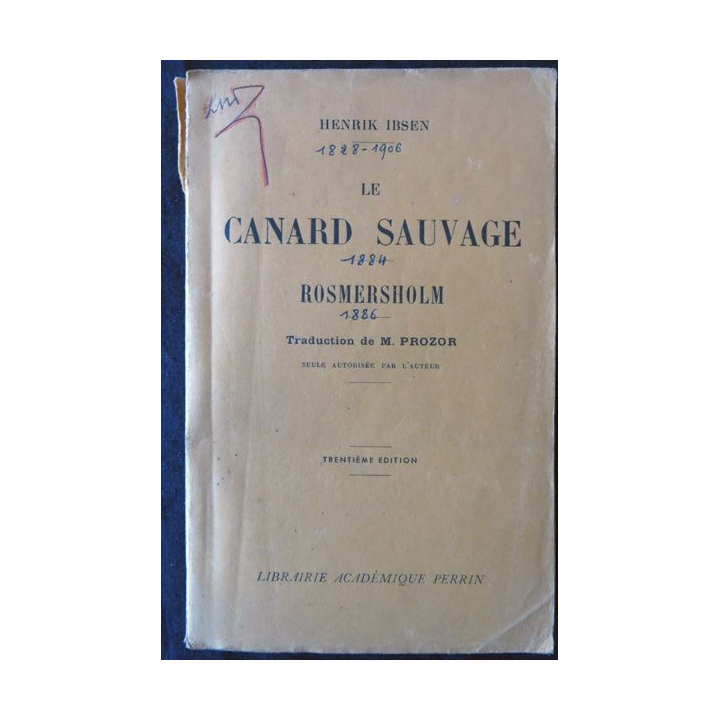 HENRIK IBSEN
1828-1906
LE
CANARD SAUVAGE
1884
ROSMERSHOLM
1886
Traduction de M. PROZOR
SEULE AUTORISÉE PAR L'AUTEUR
TRENTIÈME EDITION
LIBRAIRIE ACADÉMIQUE PERRIN